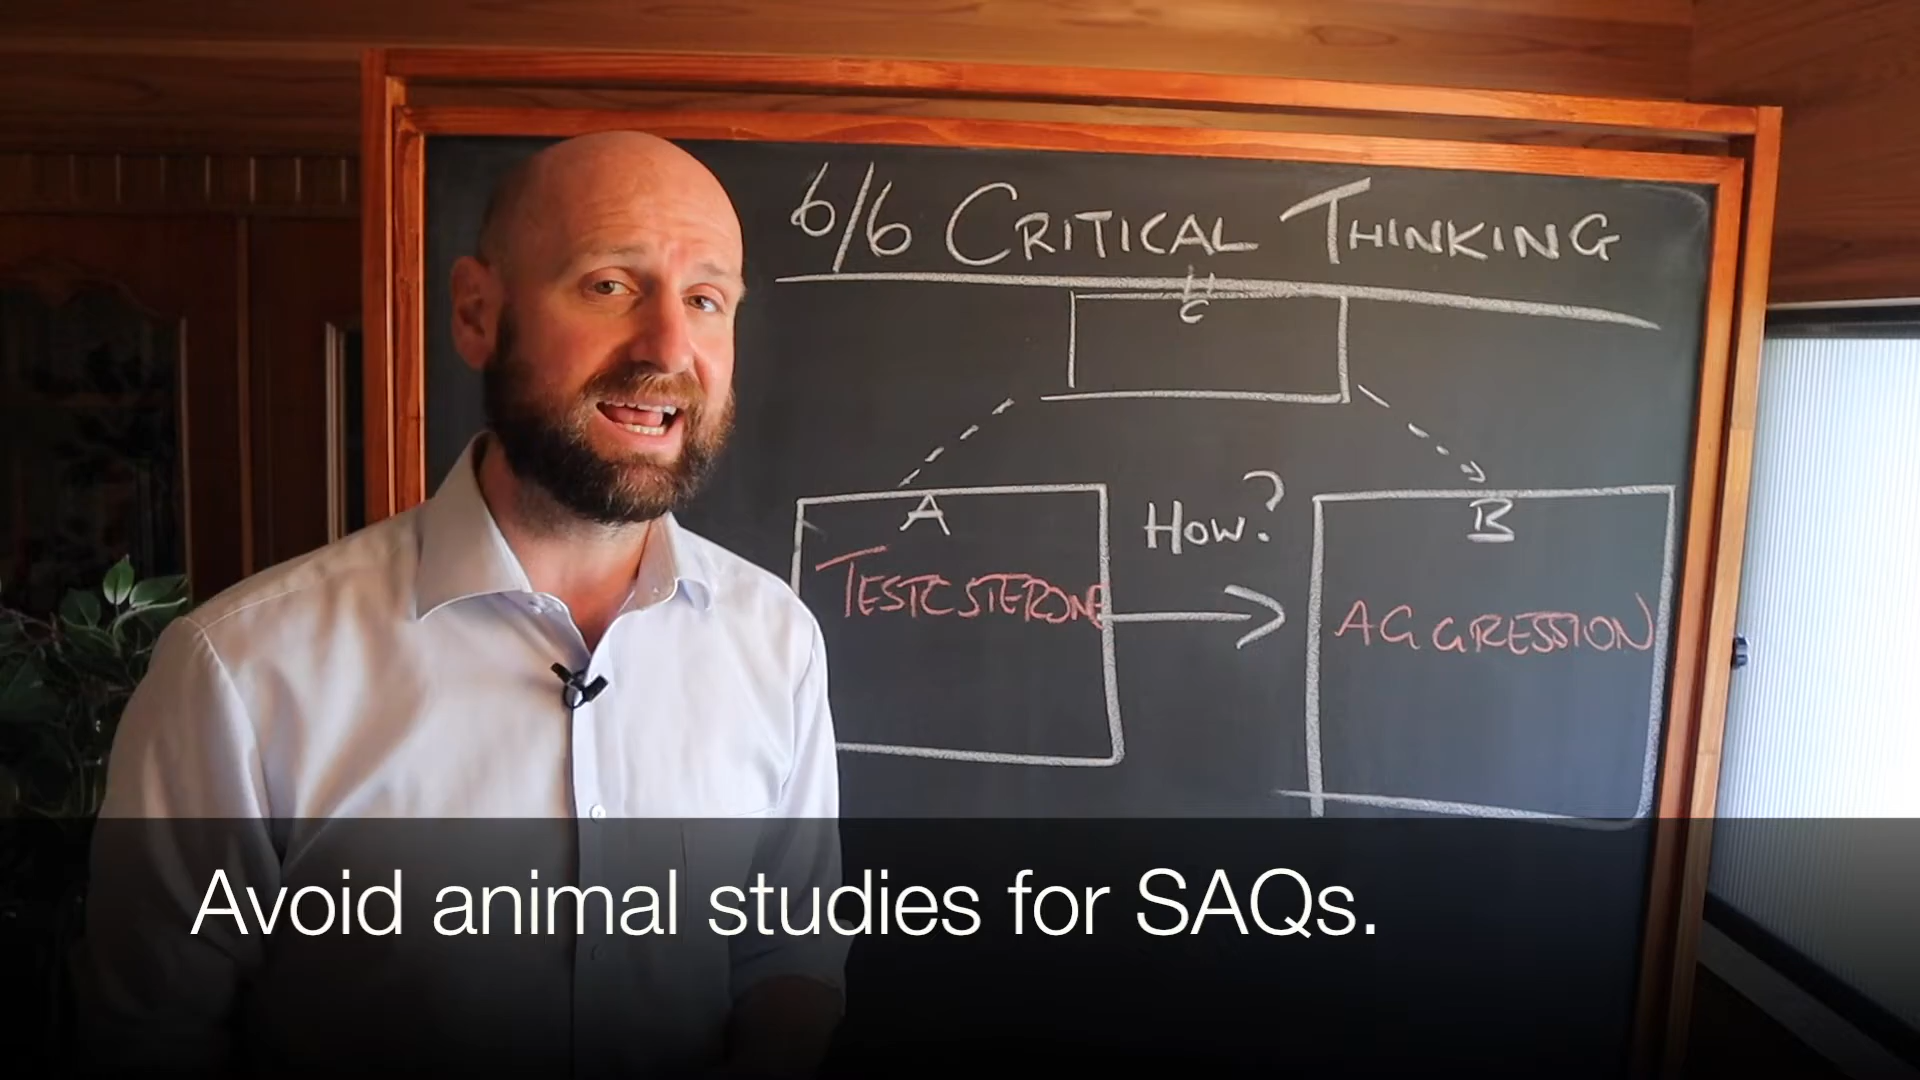 6/6 CRITICAL THINKING
C
A
How?
B
TESTOSTERONE
AGGRESSION
Avoid animal studies for SAQs.